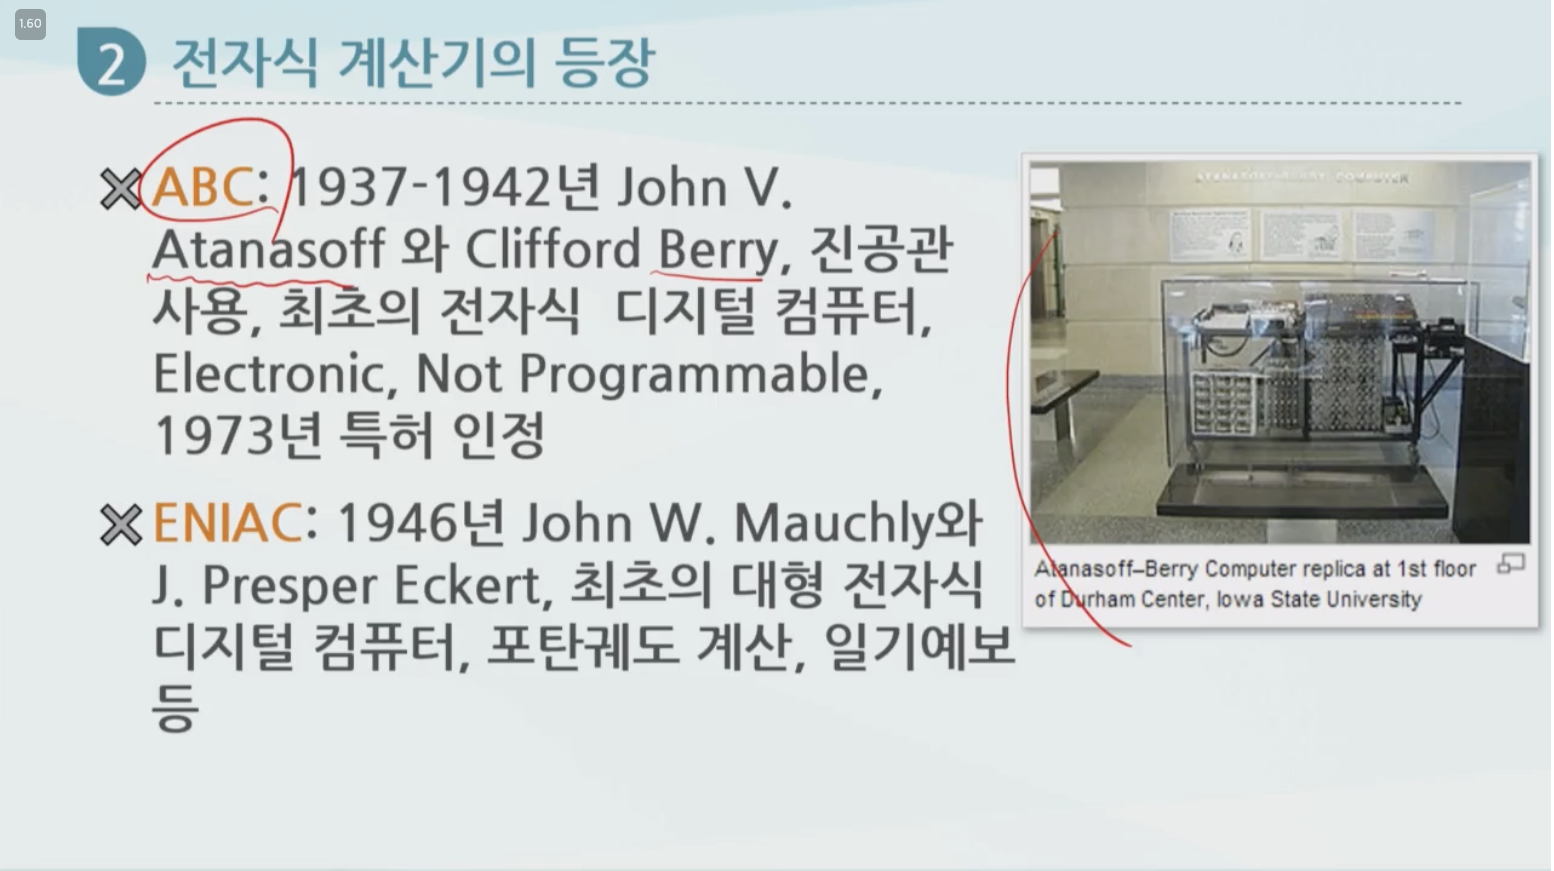 1.60
2 전자식 계산기의 등장
ABC: 1937-1942년 John V.
Atanasoff 와 Clifford Berry, 진공관
사용, 최초의 전자식 디지털 컴퓨터,
Electronic, Not Programmable,
1973년 특허 인정
ENIAC: 1946년 John W. Mauchly와
J. Presper Eckert, 최초의 대형 전자식
디지털 컴퓨터, 포탄궤도 계산, 일기예보
등
ATANASOFF-BERRY COMPUTER
Atanasoff–Berry Computer replica at 1st floor
of Durham Center, Iowa State University